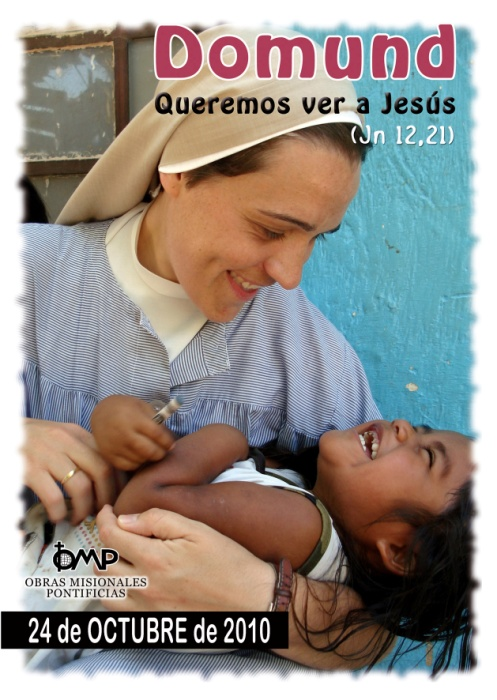 Domund
Queremos ver a Jesús
(Jn 12,21)
OMP
OBRAS MISIONALES
PONTIFICIAS
24 de OCTUBRE de 2010